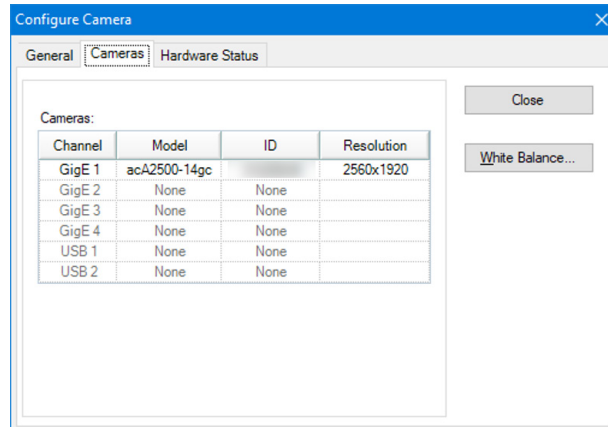 Configure Camera
General Cameras Hardware Status
Close
Cameras:
Channel Model ID Resolution
White Balance...
GigE 1 acA2500-14gc 2560x1920
GigE 2 None None
GigE 3 None None
GigE 4 None None
USB 1 None None
USB 2 None None